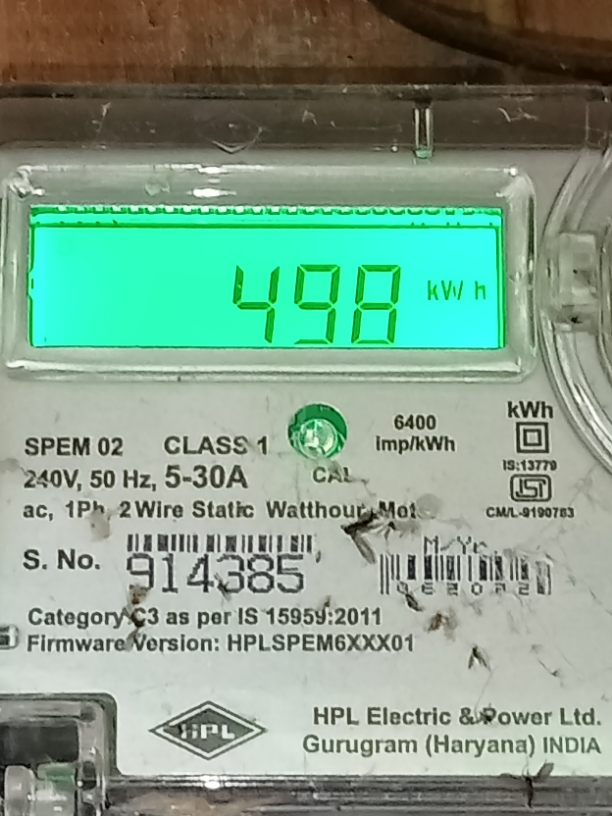 498 kW h
6400
imp/kWh
kWh
SPEM 02 CLASS 1
CAL
IS:13779
240V, 50 Hz, 5-30A
ac, 1Ph, 2 Wire Static Watthour Met
CM/L-9190783
S. No. 914385
M/Yr
Category C3 as per IS 15959:2011
Firmware Version: HPLSPEM6XXX01
HPL
HPL Electric & Power Ltd.
Gurugram (Haryana) INDIA